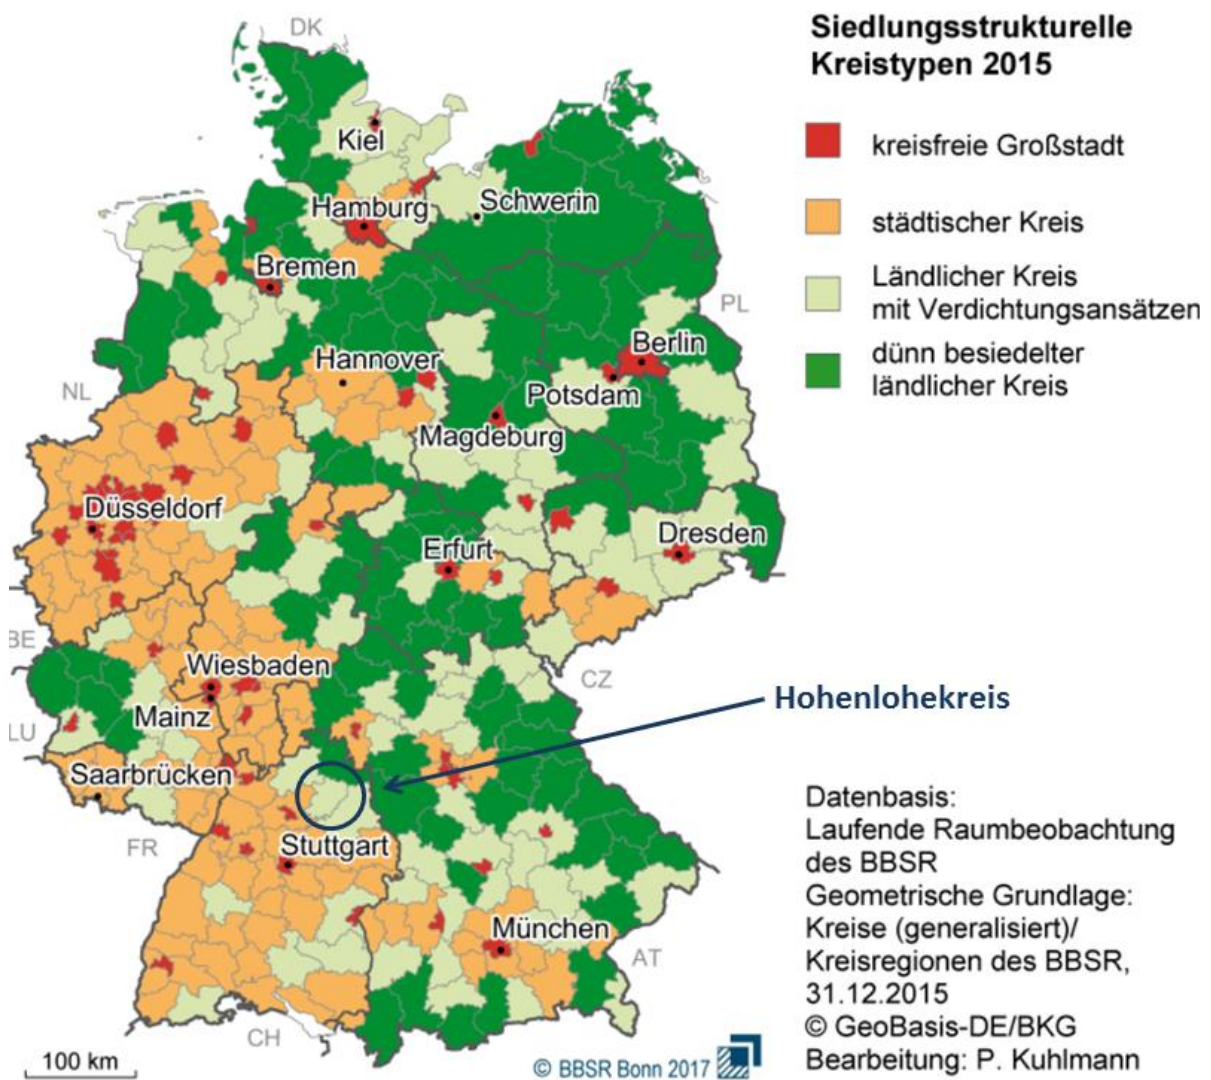 Siedlungsstrukturelle
Kreistypen 2015
kreisfreie Großstadt
städtischer Kreis
Ländlicher Kreis
mit Verdichtungsansätzen
dünn besiedelter
ländlicher Kreis
DK
Kiel
Schwerin
Hamburg
Bremen
PL
Berlin
Hannover
Potsdam
NL
Magdeburg
Düsseldorf
Dresden
Erfurt
BE
Wiesbaden
CZ
Hohenlohekreis
Mainz
LU
Saarbrücken
FR
Stuttgart
München
AT
CH
100 km
© BBSR Bonn 2017
Datenbasis:
Laufende Raumbeobachtung
des BBSR
Geometrische Grundlage:
Kreise (generalisiert)/
Kreisregionen des BBSR,
31.12.2015
© GeoBasis-DE/BKG
Bearbeitung: P. Kuhlmann